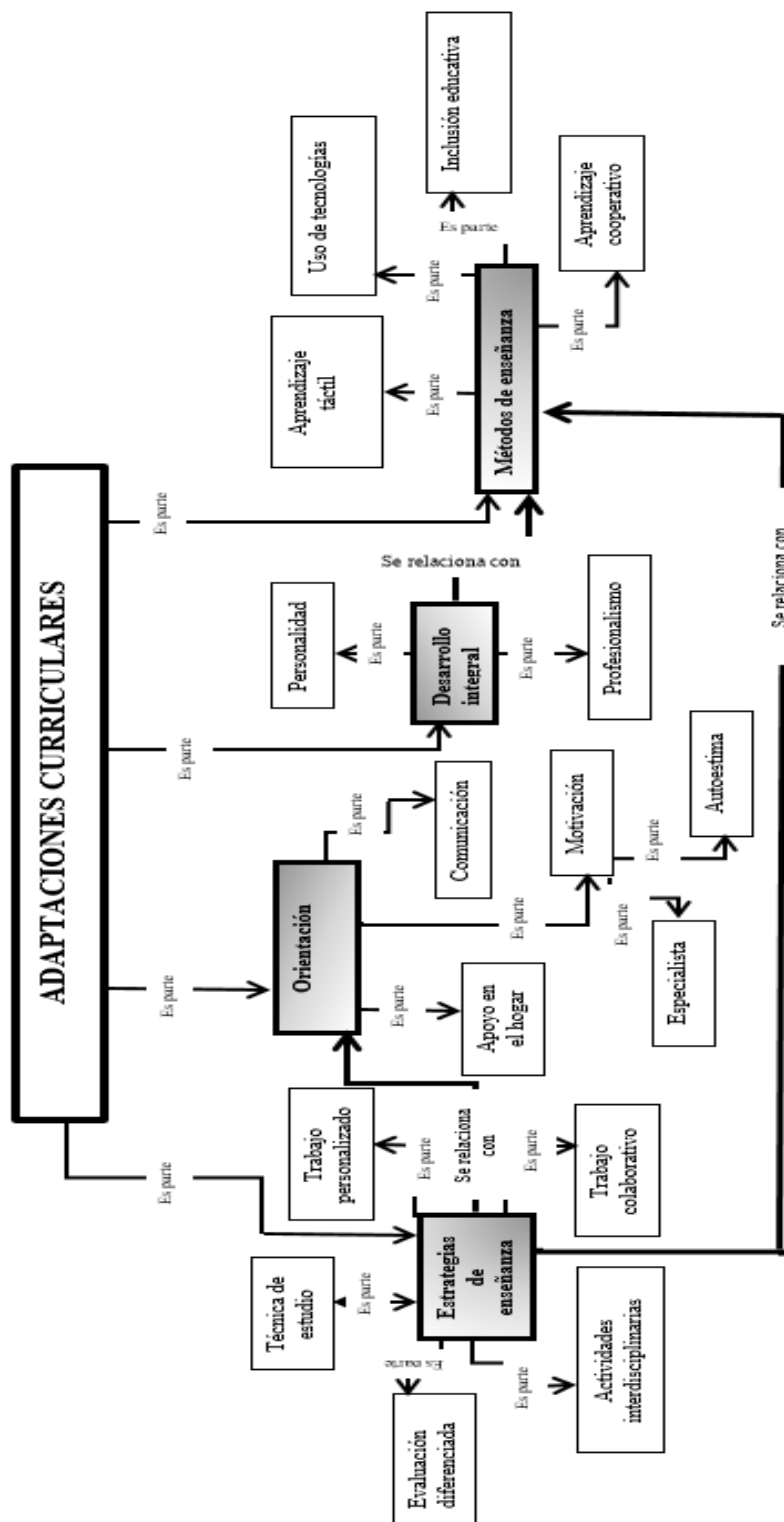 ADAPTACIONES CURRICULARES
Es parte
Es parte
Es parte
Es parte
Técnica de
estudio
Es parte
Evaluación
diferenciada
Es parte
Estrategias
de
enseñanza
Es parte
Actividades
interdisciplinarias
Trabajo
personalizado
Es parte
Se relaciona
con
Es parte
Trabajo
colaborativo
Orientación
Es parte
Apoyo en
el hogar
Es parte
Comunicación
Es parte
Motivación
Es parte
Especialista
Es parte
Autoestima
Personalidad
Es parte
Desarrollo
integral
Es parte
Profesionalismo
Se relaciona con
Métodos de enseñanza
Es parte
Aprendizaje
táctil
Es parte
Uso de tecnologías
Es parte
Inclusión educativa
Es parte
Aprendizaje
cooperativo
Se relaciona con